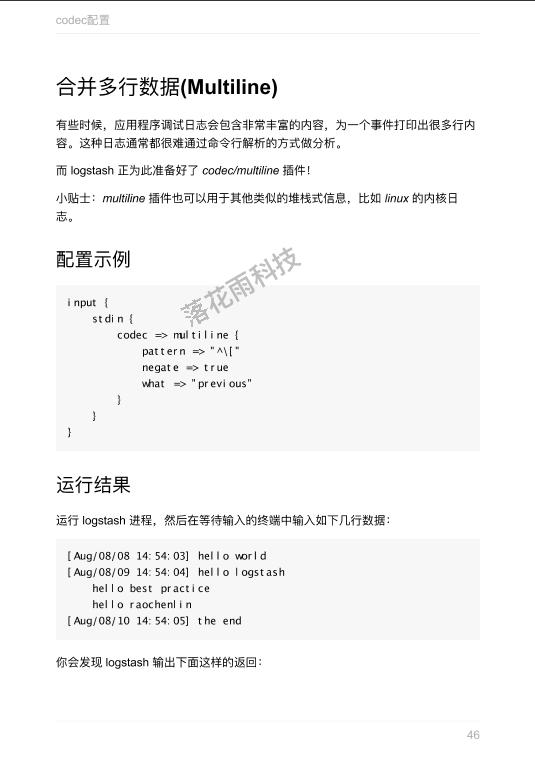 codec配置
合并多行数据(Multiline)
有些时候，应用程序调试日志会包含非常丰富的内容，为一个事件打印出很多行内
容。这种日志通常都很难通过命令行解析的方式做分析。
而 logstash 正为此准备好了 codec/multiline 插件！
小贴士：multiline 插件也可以用于其他类似的堆栈式信息，比如 linux 的内核日
志。
配置示例
落花雨科技
input {
    stdin {
        codec => multiline {
            pattern => "^\["
            negate => true
            what => "previous"
        }
    }
}
运行结果
运行 logstash 进程，然后在等待输入的终端中输入如下几行数据：
[Aug/08/08 14:54:03] hello world
[Aug/08/09 14:54:04] hello logstash
    hello best practice
    hello raochenlin
[Aug/08/10 14:54:05] the end
你会发现 logstash 输出下面这样的返回：
46